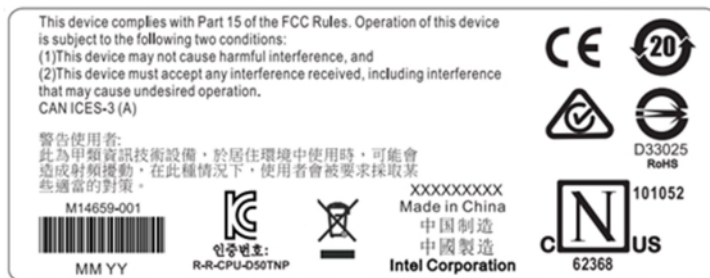 This device complies with Part 15 of the FCC Rules. Operation of this device
is subject to the following two conditions:
(1)This device may not cause harmful interference, and
(2)This device must accept any interference received, including interference
that may cause undesired operation.
CAN ICES-3 (A)
警告使用者:
此為甲類資訊技術設備，於居住環境中使用時，可能會
造成射頻擾動，在此種情況下，使用者會被要求採取某
些適當的對策。
M14659-001
MM YY
인증번호:
R-R-CPU-D50TNP
XXXXXXXXX
Made in China
中国制造
中國製造
Intel Corporation
CE
20
D33025
RoHS
N
101052
C US
62368